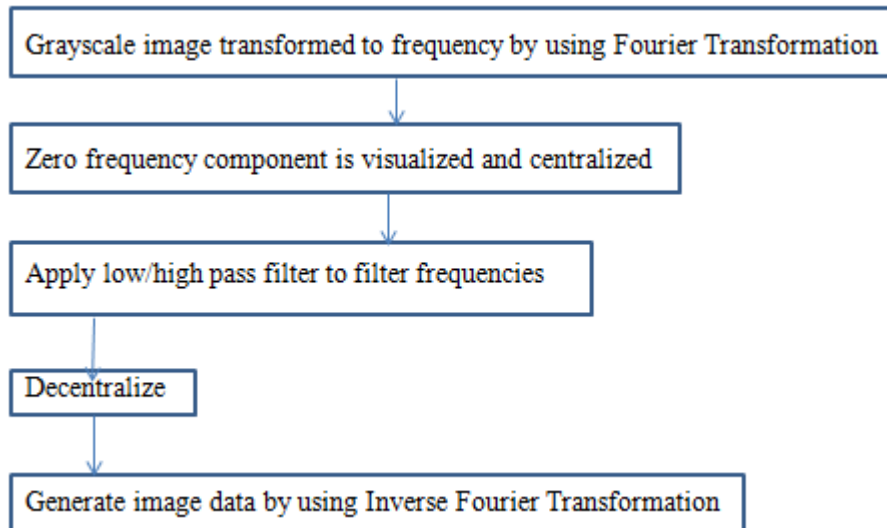 Grayscale image transformed to frequency by using Fourier Transformation
Zero frequency component is visualized and centralized
Apply low/high pass filter to filter frequencies
Decentralize
Generate image data by using Inverse Fourier Transformation